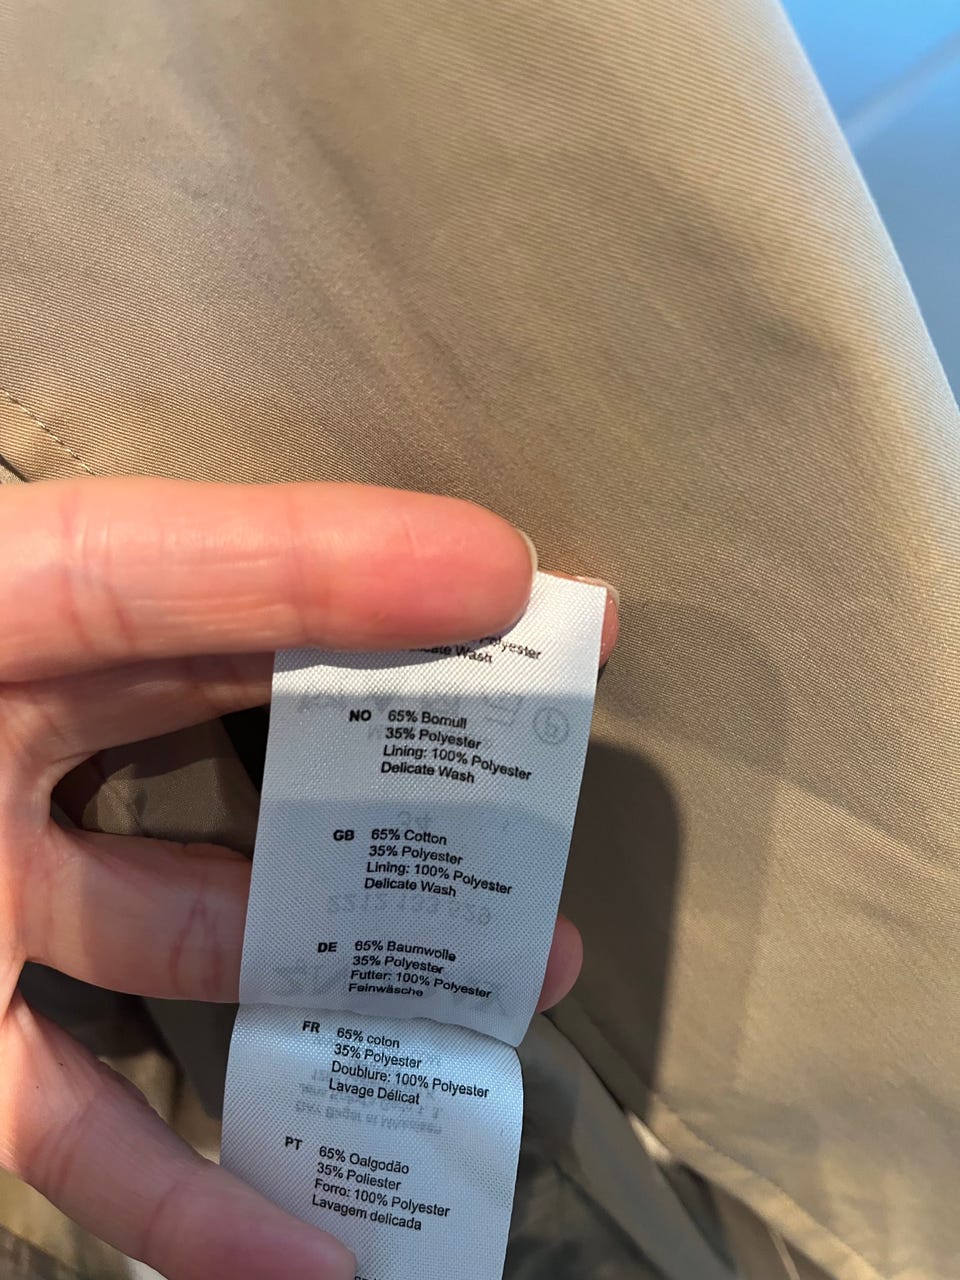 Polyester
Wash
NO 65% Bomull
35% Polyester
Lining: 100% Polyester
Delicate Wash
GB 65% Cotton
35% Polyester
Lining: 100% Polyester
Delicate Wash
DE 65% Baumwolle
35% Polyester
Futter: 100% Polyester
Feinwäsche
FR 65% coton
35% Polyester
Doublure: 100% Polyester
Lavage Délicat
PT 65% Oalgodão
35% Poliester
Forro: 100% Polyester
Lavagem delicada